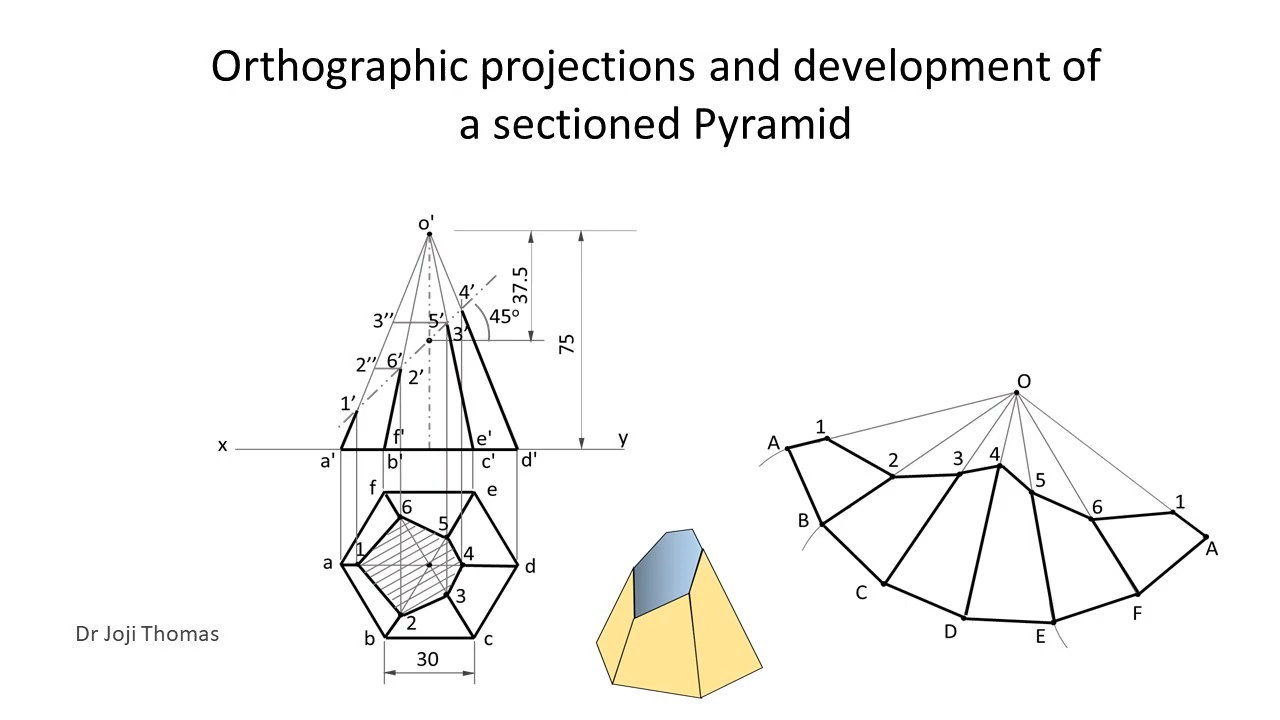 Orthographic projections and development of
a sectioned Pyramid
o'
4’
37.5
3’’
5’
3’
45º
75
2’’
6’
2’
1’
x
f'
e'
y
a'
b'
c'
d'
f
e
6
5
1
4
a
d
3
2
b
c
30
Dr Joji Thomas
O
1
A
2
3
4
5
6
1
B
A
C
F
D
E